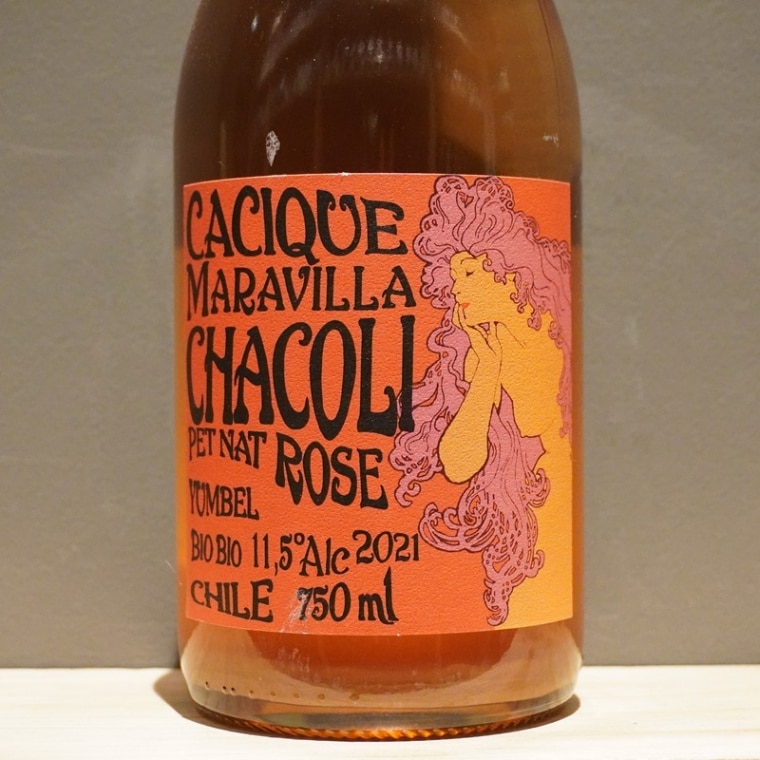 CACIQUE
MARAVILLA
CHACOLI
PET NAT ROSE
YUMBEL
BIO BIO 11,5° Alc 2021
CHILE 750 ml